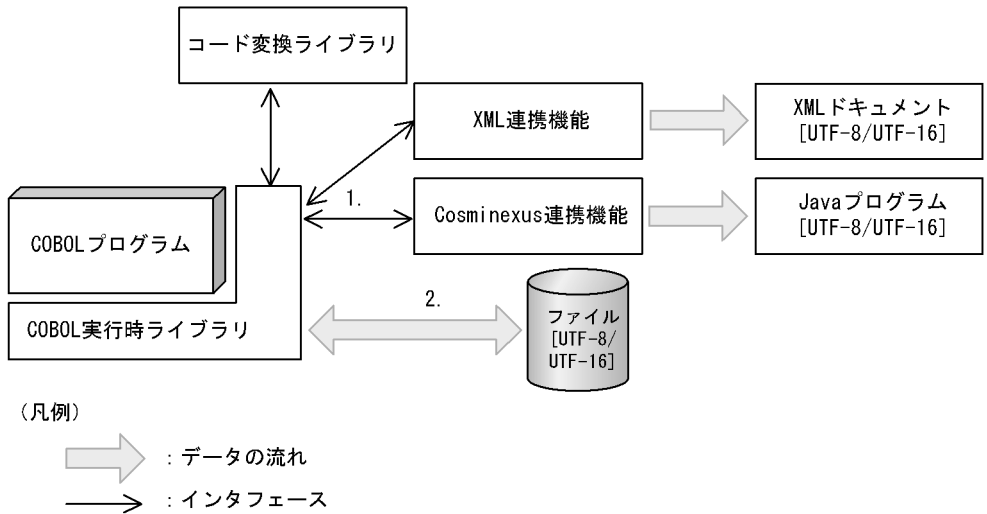 コード変換ライブラリ
XML連携機能
XMLドキュメント
[UTF-8/UTF-16]
1.
Cosminexus連携機能
Javaプログラム
[UTF-8/UTF-16]
COBOLプログラム
COBOL実行時ライブラリ
2.
ファイル
[UTF-8/
UTF-16]
(凡例)
:データの流れ
:インタフェース